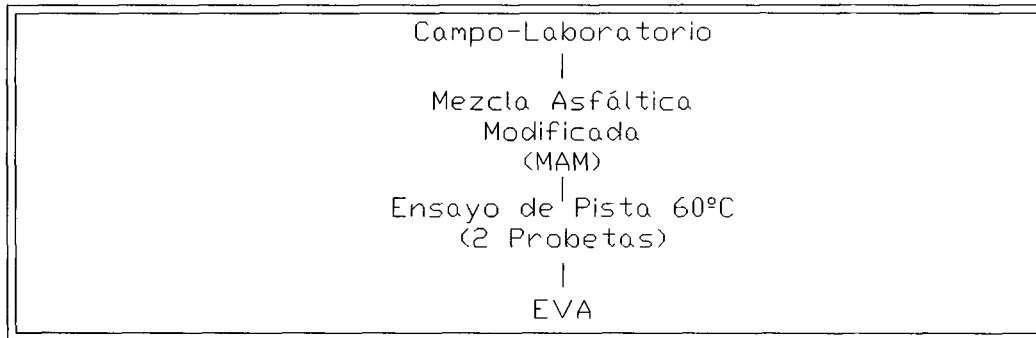 Campo-Laboratorio
Mezcla Asfáltica
Modificada
(MAM)
Ensayo de Pista 60ºC
(2 Probetas)
EVA